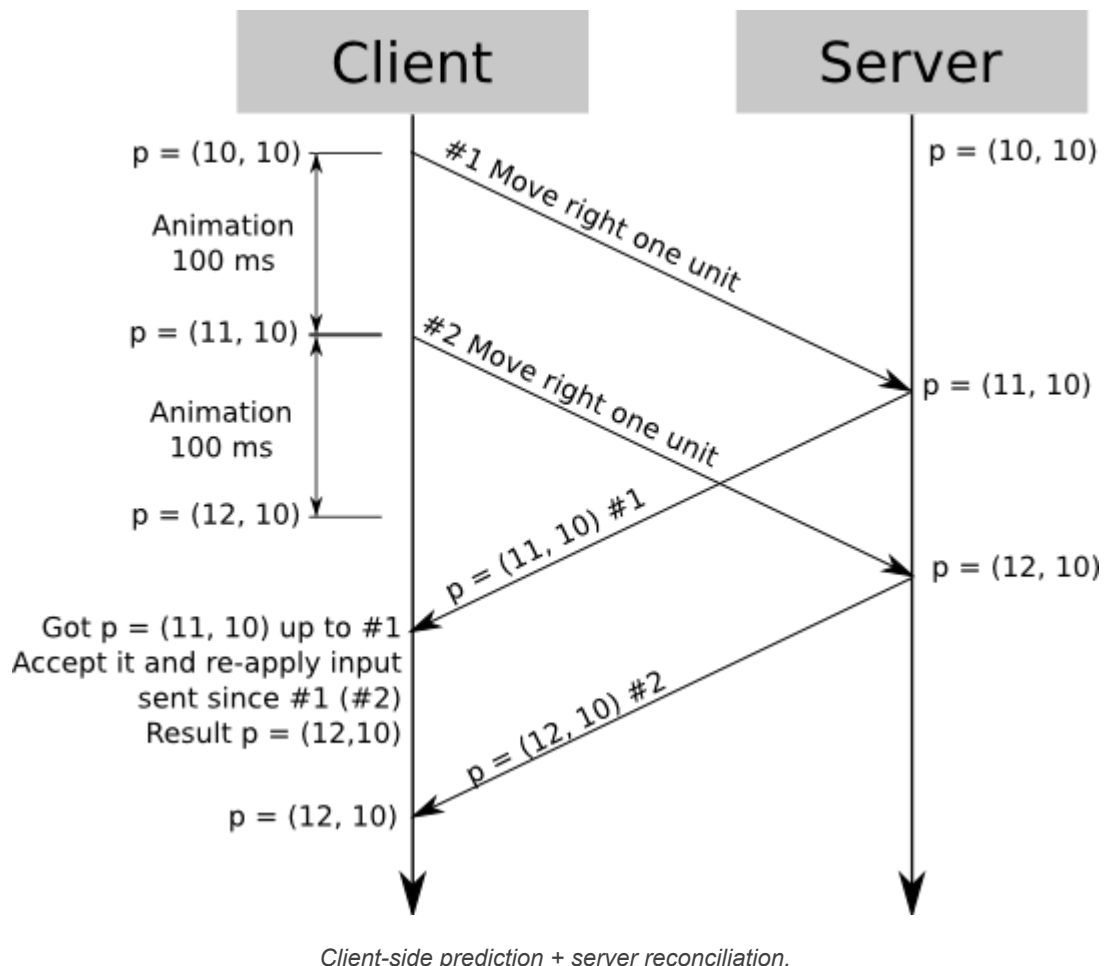 Client
Server
p = (10, 10)
#1 Move right one unit
p = (10, 10)
Animation
100 ms
p = (11, 10)
#2 Move right one unit
p = (11, 10)
Animation
100 ms
p = (12, 10)
p = (11, 10) #1
p = (12, 10)
Got p = (11, 10) up to #1
Accept it and re-apply input
sent since #1 (#2)
Result p = (12,10)
p = (12, 10) #2
p = (12, 10)
Client-side prediction + server reconciliation.